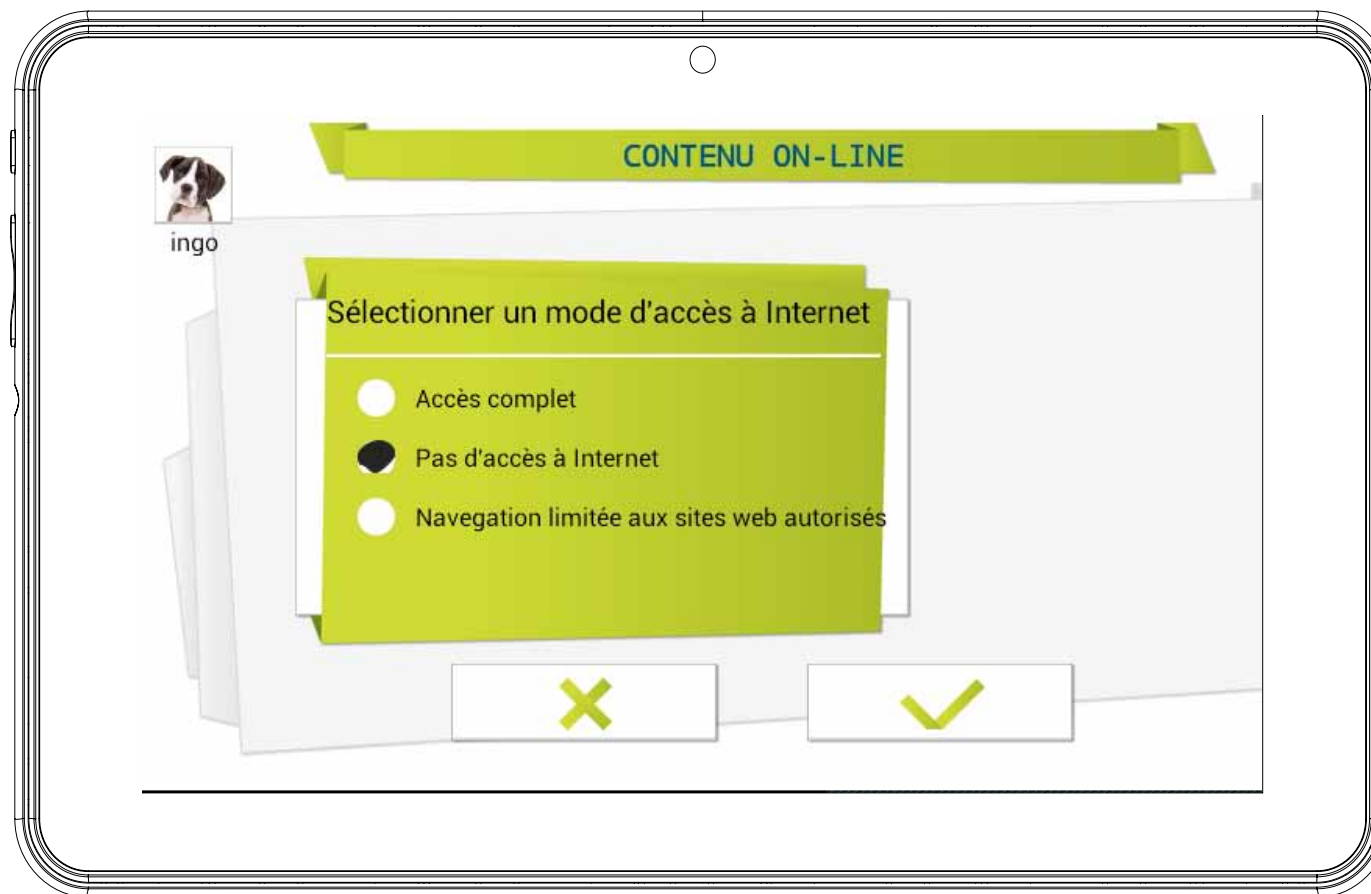 CONTENU ON-LINE
ingo
Sélectionner un mode d'accès à Internet
Accès complet
Pas d'accès à Internet
Navegation limitée aux sites web autorisés